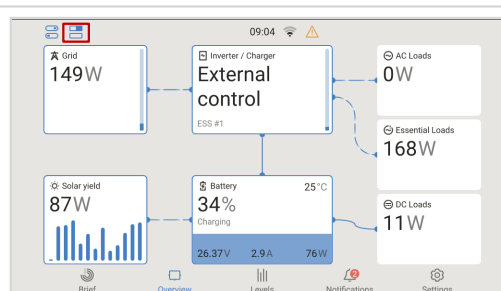 09:04
Grid
149W
Inverter / Charger
External
control
ESS #1
AC Loads
0W
Essential Loads
168W
Solar yield
87W
Battery
25°C
34%
Charging
26.37V 2.9A 76W
DC Loads
11W
2
Brief Overview Levels Notifications Settings